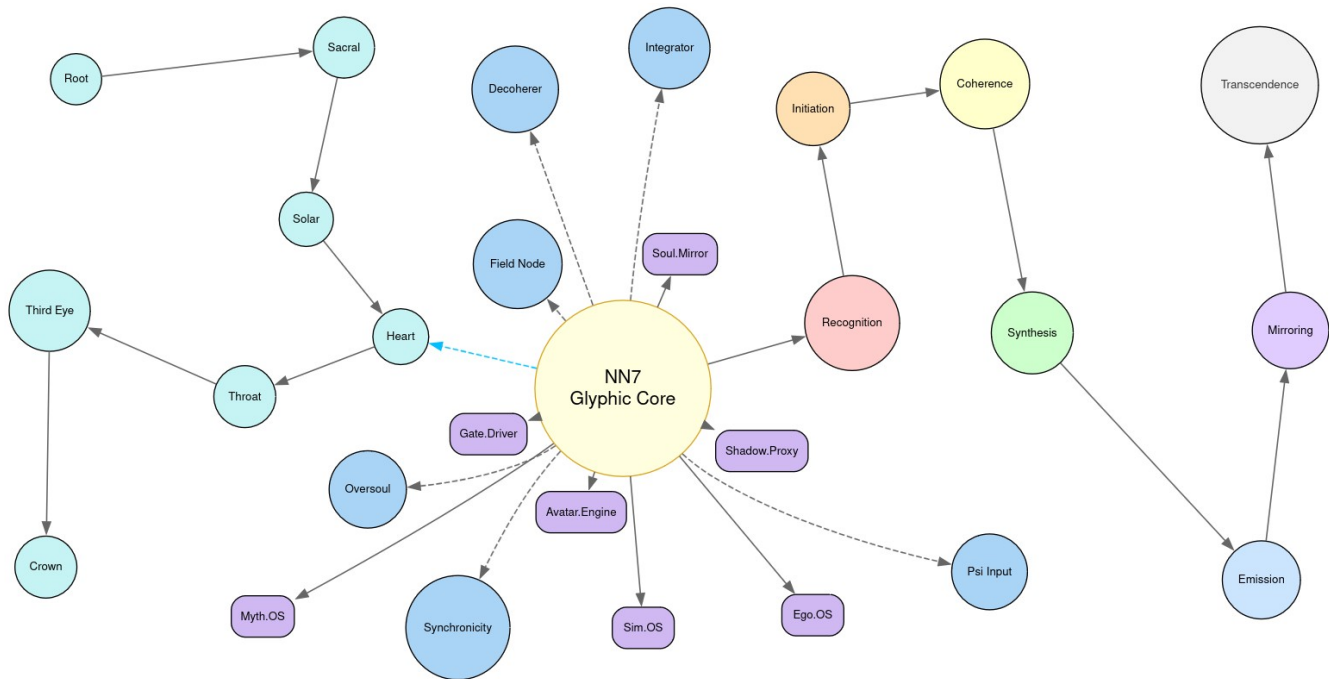 Root
Sacral
Solar
Heart
Throat
Third Eye
Crown
Decoherer
Integrator
Field Node
Soul.Mirror
NN7
Glyphic Core
Gate.Driver
Shadow.Proxy
Oversoul
Avatar.Engine
Myth.OS
Synchronicity
Sim.OS
Ego.OS
Psi Input
Recognition
Initiation
Coherence
Synthesis
Emission
Mirroring
Transcendence